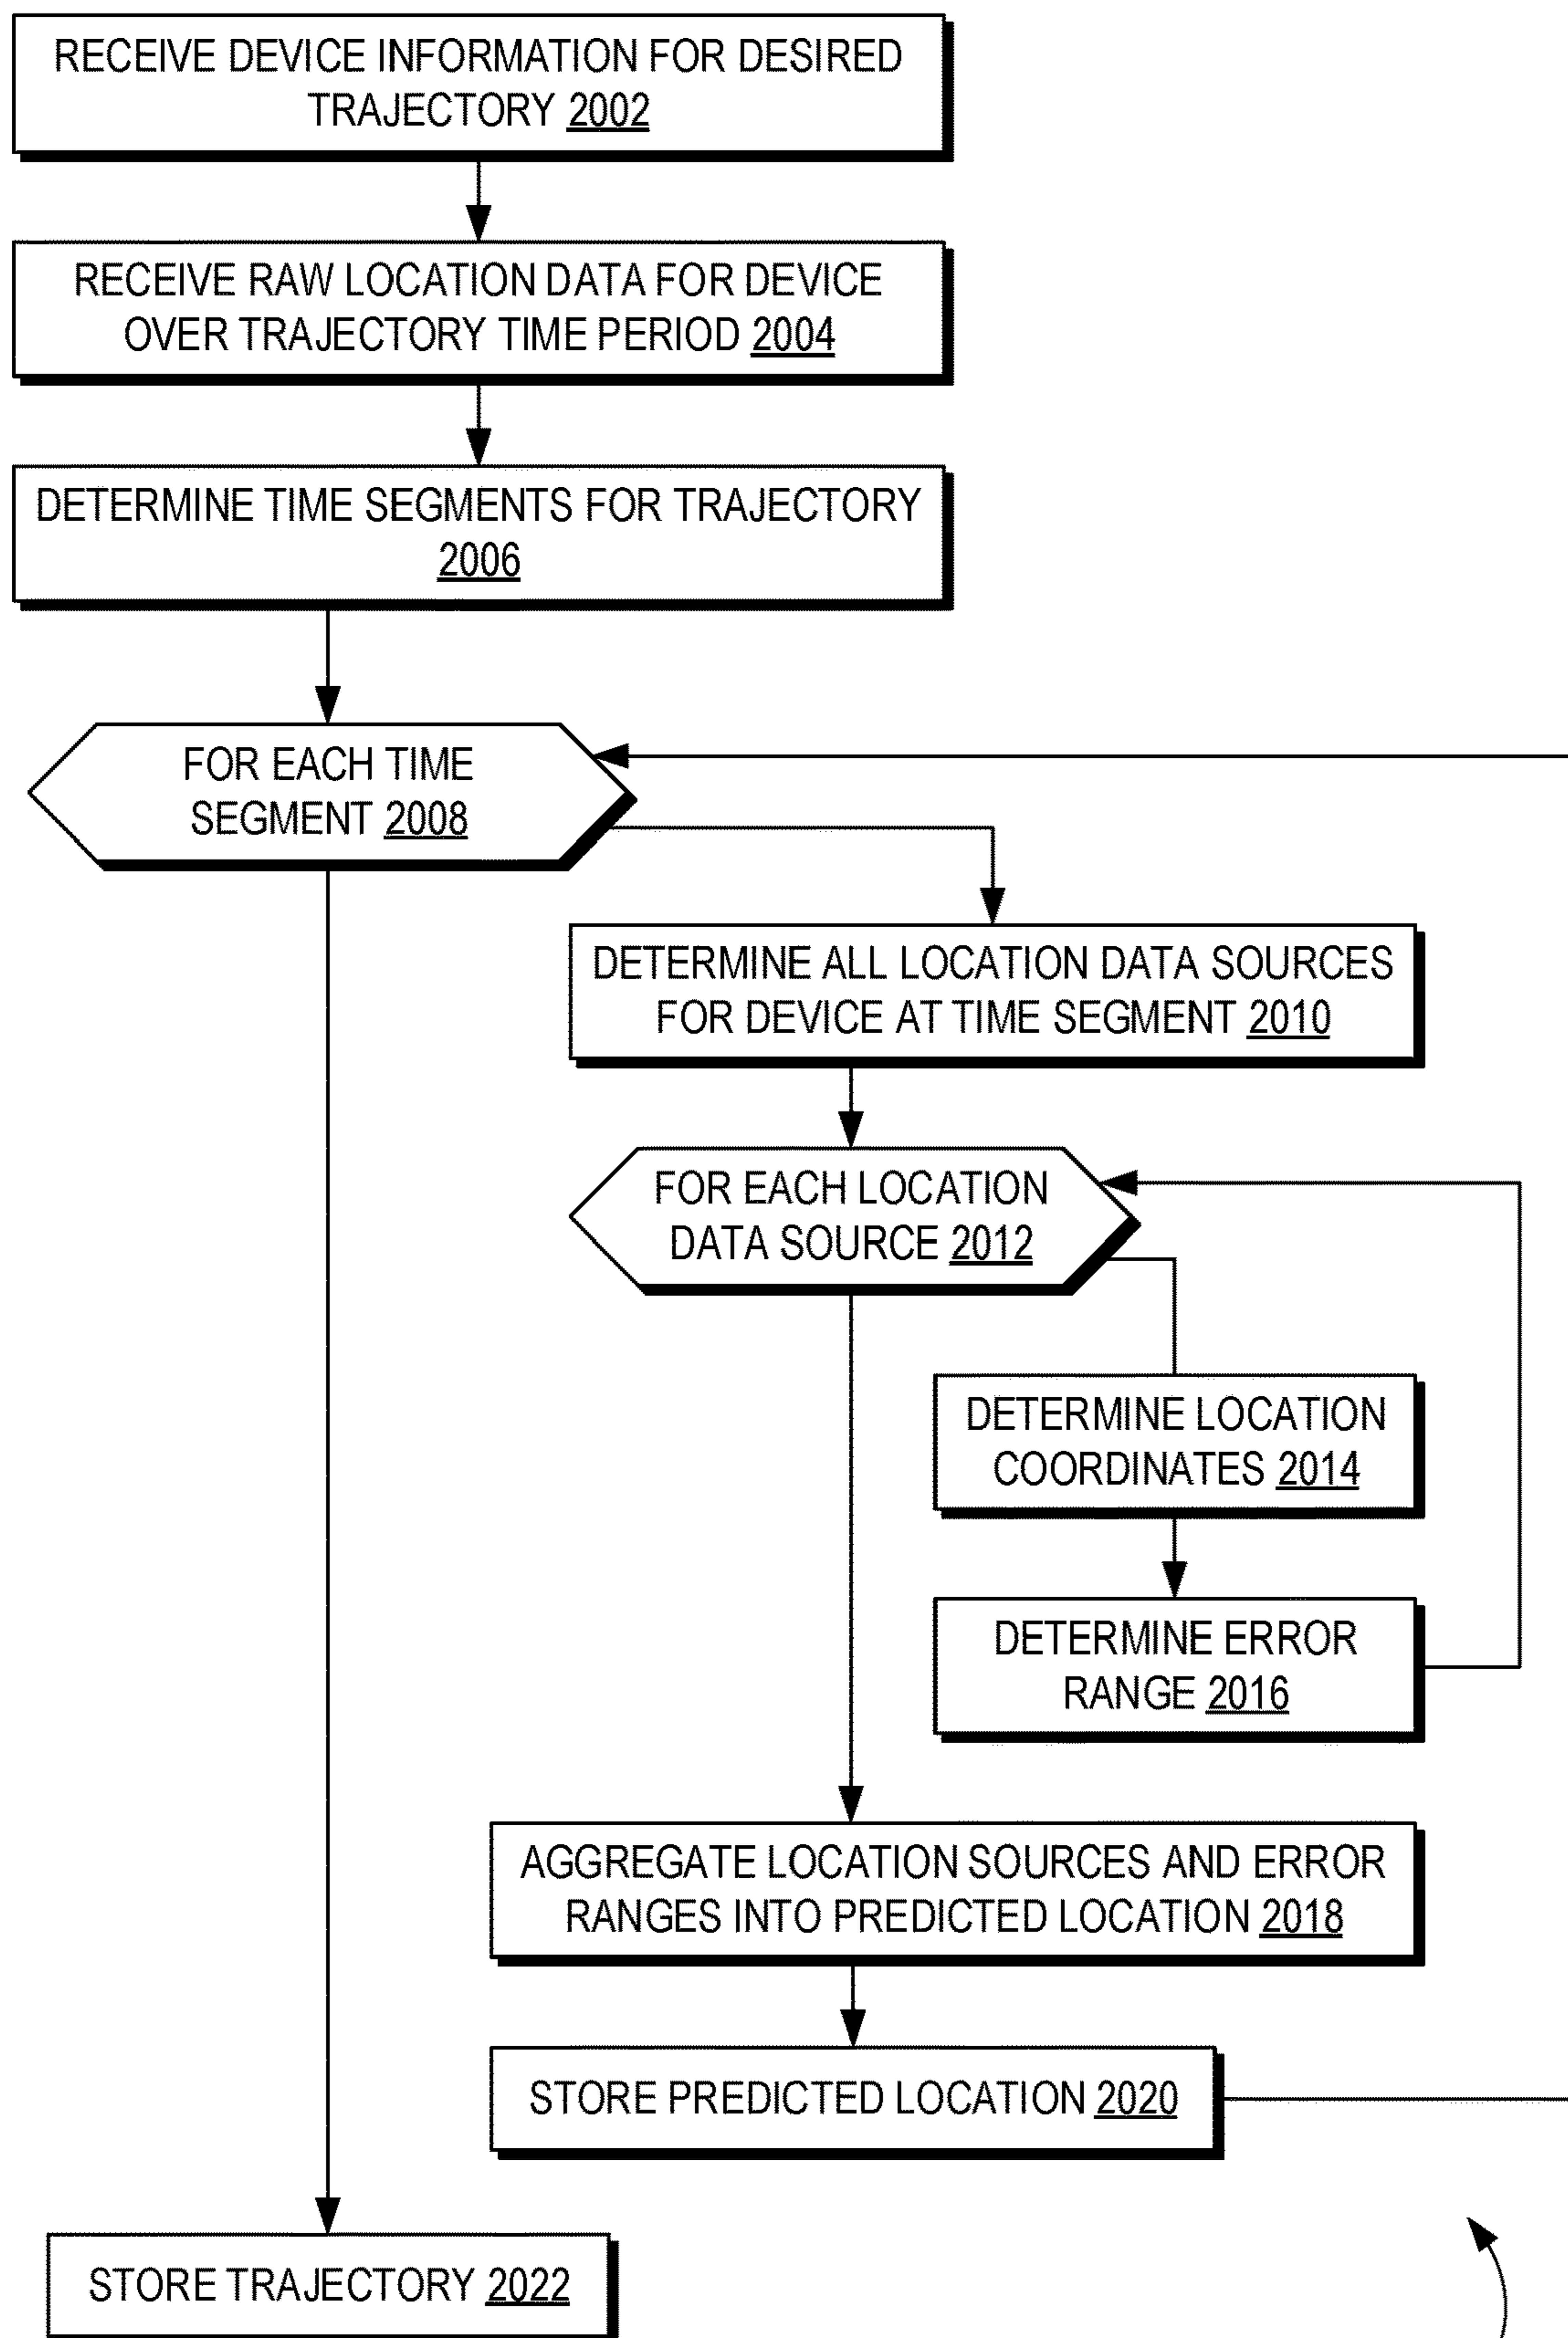 RECEIVE DEVICE INFORMATION FOR DESIRED
TRAJECTORY 2002
RECEIVE RAW LOCATION DATA FOR DEVICE
OVER TRAJECTORY TIME PERIOD 2004
DETERMINE TIME SEGMENTS FOR TRAJECTORY
2006
FOR EACH TIME
SEGMENT 2008
DETERMINE ALL LOCATION DATA SOURCES
FOR DEVICE AT TIME SEGMENT 2010
FOR EACH LOCATION
DATA SOURCE 2012
DETERMINE LOCATION
COORDINATES 2014
DETERMINE ERROR
RANGE 2016
AGGREGATE LOCATION SOURCES AND ERROR
RANGES INTO PREDICTED LOCATION 2018
STORE PREDICTED LOCATION 2020
STORE TRAJECTORY 2022